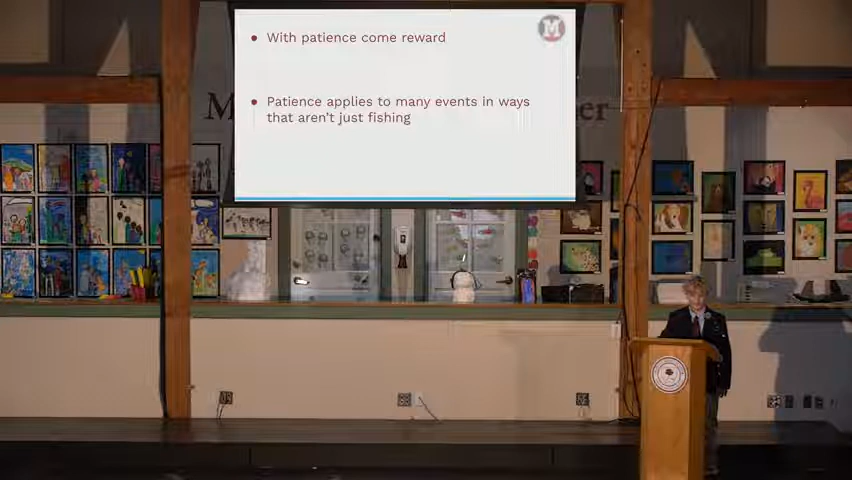 With patience come reward
M
Patience applies to many events in ways
that aren't just fishing